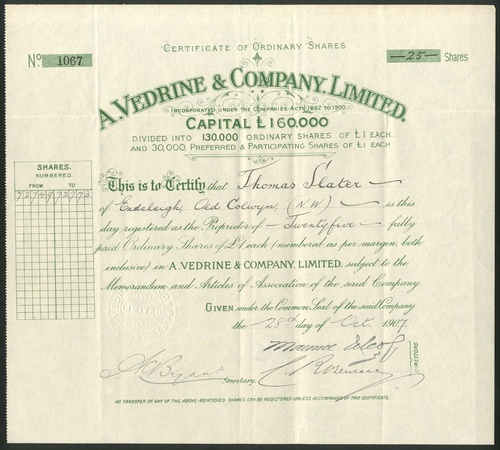 CERTIFICATE OF ORDINARY SHARES
No. 1067
—25— Shares
A. VEDRINE & COMPANY, LIMITED.
INCORPORATED UNDER THE COMPANIES ACTS, 1862 TO 1900.
CAPITAL £160,000
DIVIDED INTO 130,000 ORDINARY SHARES OF £1 EACH
AND 30,000 PREFERRED & PARTICIPATING SHARES OF £1 EACH
SHARES.
NUMBERED
FROM TO
This is to Certify that Thomas Slater
of Endsleigh, Old Colwyn, (N.W) is this
day registered as the Proprietor of Twentyfive fully
paid Ordinary Shares of £1 each (numbered as per margin, both
inclusive) in A. VEDRINE & COMPANY, LIMITED, subject to the
Memorandum and Articles of Association of the said Company
GIVEN under the Common Seal of the said Company
the 28th day of Oct. 1907
DIRECTORS
Secretary.
NO TRANSFER OF ANY OF THE ABOVE-MENTIONED SHARES CAN BE REGISTERED UNLESS ACCOMPANIED BY THIS CERTIFICATE.